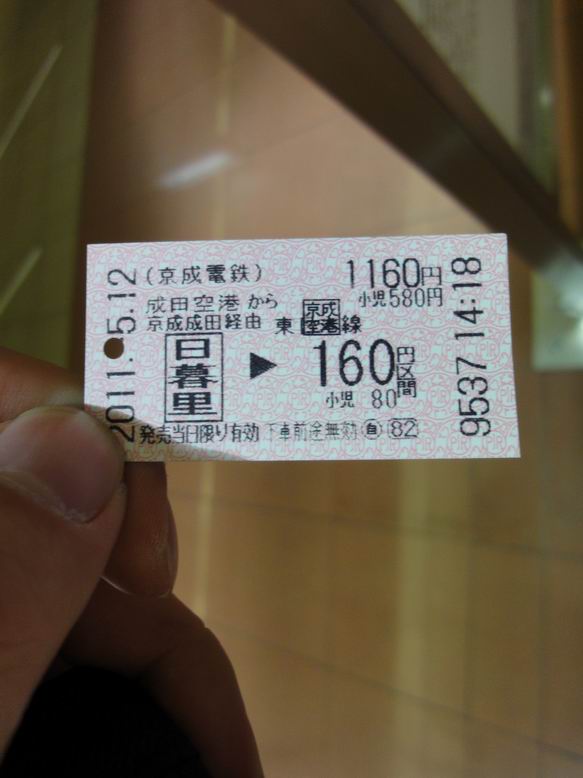 2011.-5.12
(京成電鉄)
1160円
成田空港から
小児580円
京成成田経由
東 京成 空港 線
日暮里 ▶ 160円区間
小児 80
発売当日限り有効 下車前途無効 自 82
9537 14:18